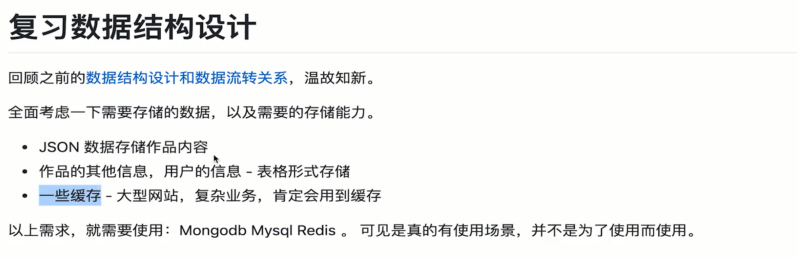 复习数据结构设计
回顾之前的数据结构设计和数据流转关系，温故知新。
全面考虑一下需要存储的数据，以及需要的存储能力。
• JSON 数据存储作品内容
• 作品的其他信息，用户的信息 - 表格形式存储
• 一些缓存 - 大型网站，复杂业务，肯定会用到缓存
以上需求，就需要使用：Mongodb Mysql Redis 。 可见是真的有使用场景，并不是为了使用而使用。